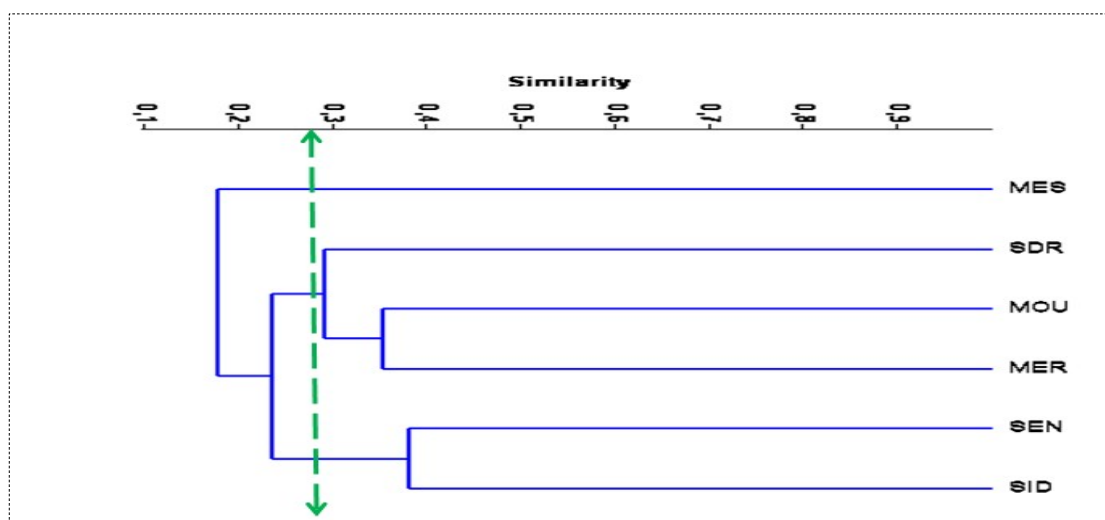 Similarity
0,1 0,2 0,3 0,4 0,5 0,6 0,7 0,8 0,9
MES
SDR
MOU
MER
SEN
SID